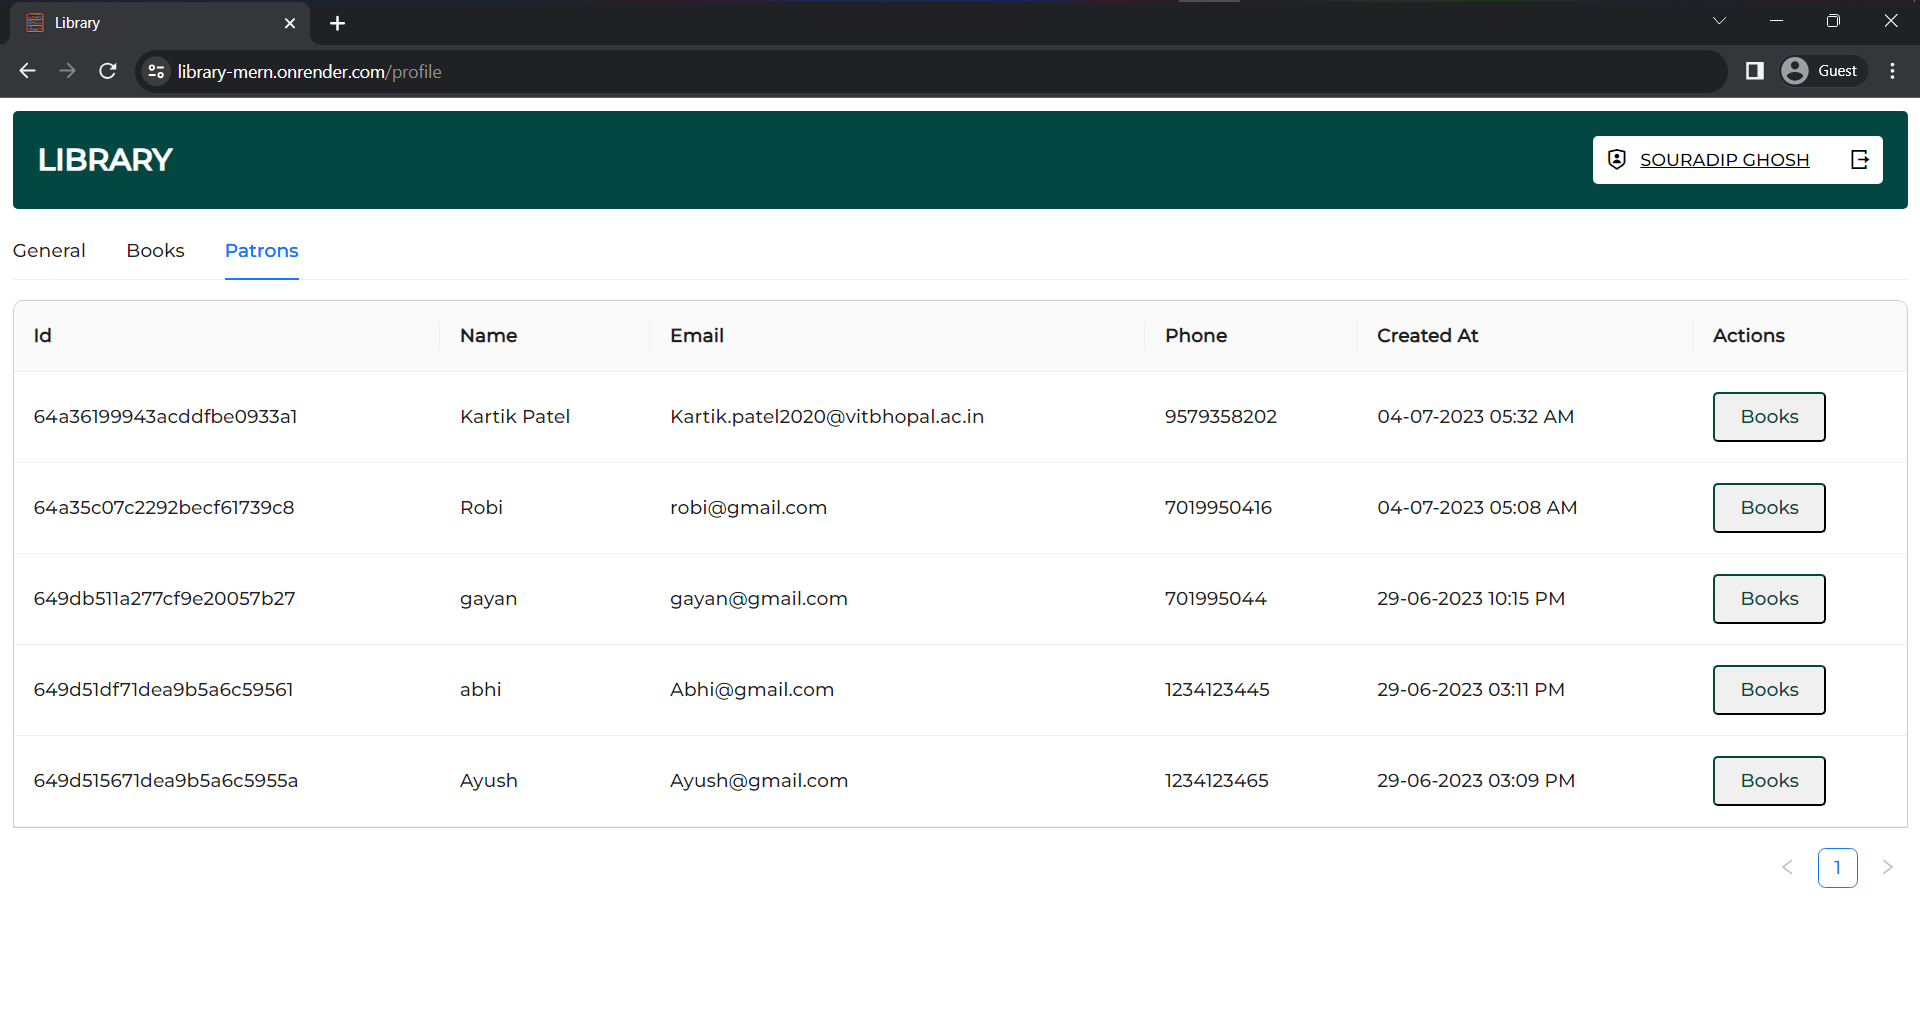 Library
library-mern.onrender.com/profile
Guest
LIBRARY
SOURADIP GHOSH
General Books Patrons
Id Name Email Phone Created At Actions
64a36199943acddfbe0933a1 Kartik Patel Kartik.patel2020@vitbhopal.ac.in 9579358202 04-07-2023 05:32 AM Books
64a35c07c2292becf61739c8 Robi robi@gmail.com 7019950416 04-07-2023 05:08 AM Books
649db511a277cf9e20057b27 gayan gayan@gmail.com 701995044 29-06-2023 10:15 PM Books
649d51df71dea9b5a6c59561 abhi Abhi@gmail.com 1234123445 29-06-2023 03:11 PM Books
649d515671dea9b5a6c5955a Ayush Ayush@gmail.com 1234123465 29-06-2023 03:09 PM Books
1